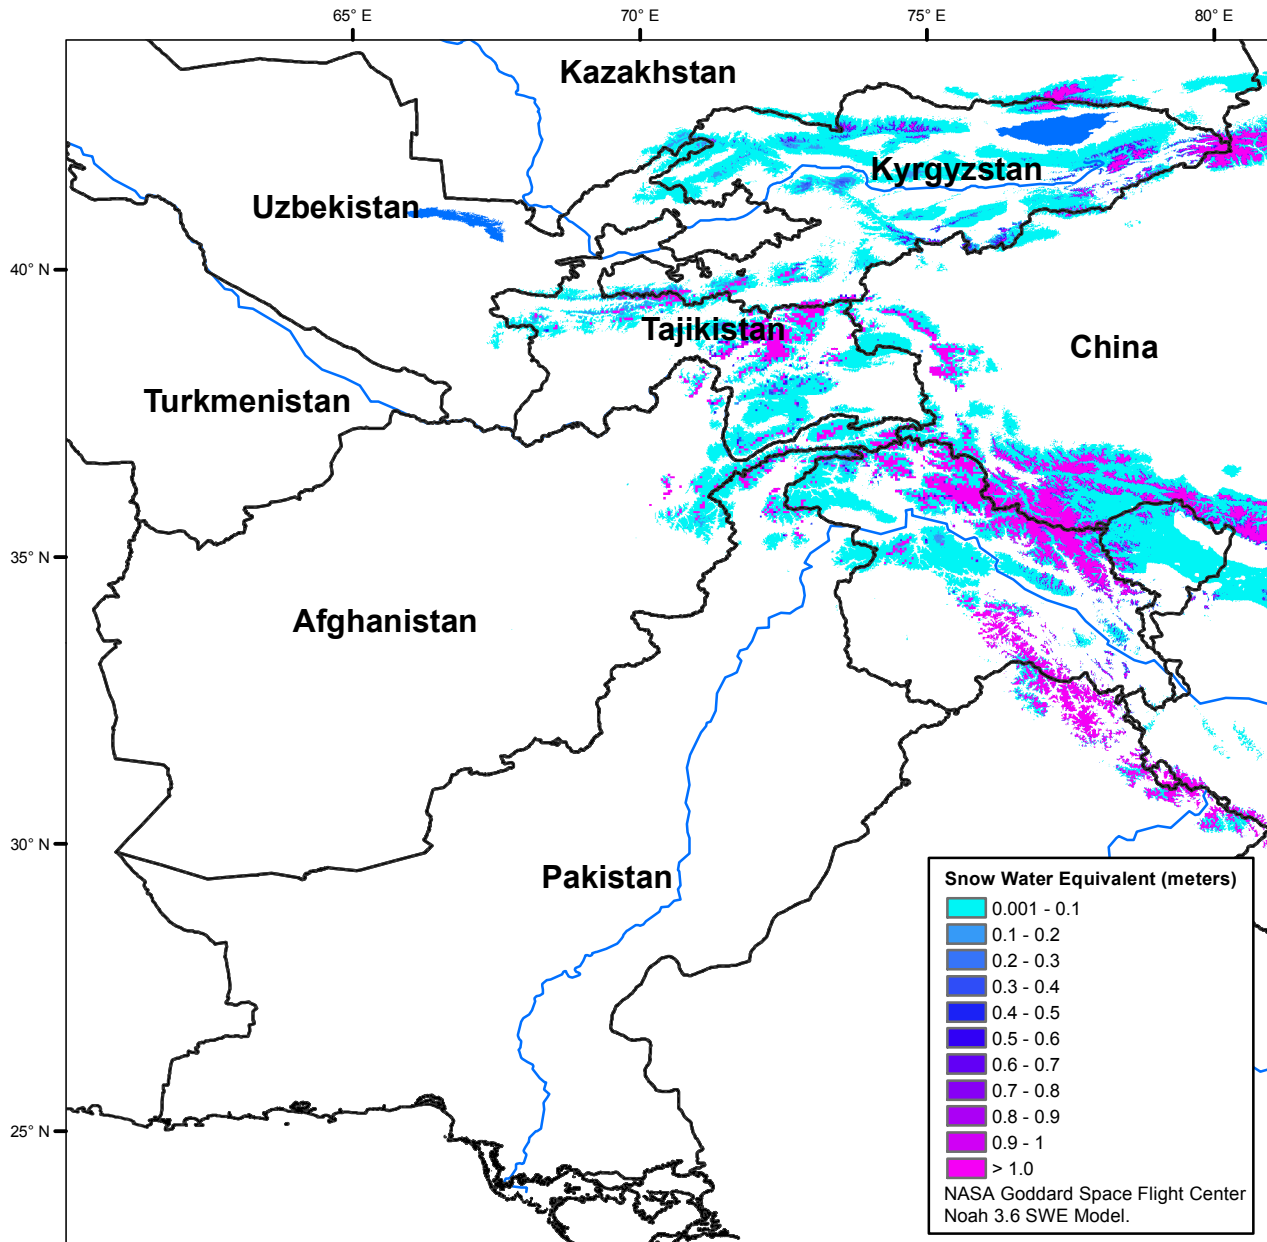 65° E
70° E
75° E
80° E
Kazakhstan
Kyrgyzstan
Uzbekistan
40° N
Tajikistan
China
Turkmenistan
35° N
Afghanistan
30° N
Pakistan
25° N
Snow Water Equivalent (meters)
0.001 - 0.1
0.1 - 0.2
0.2 - 0.3
0.3 - 0.4
0.4 - 0.5
0.5 - 0.6
0.6 - 0.7
0.7 - 0.8
0.8 - 0.9
0.9 - 1
> 1.0
NASA Goddard Space Flight Center
Noah 3.6 SWE Model.